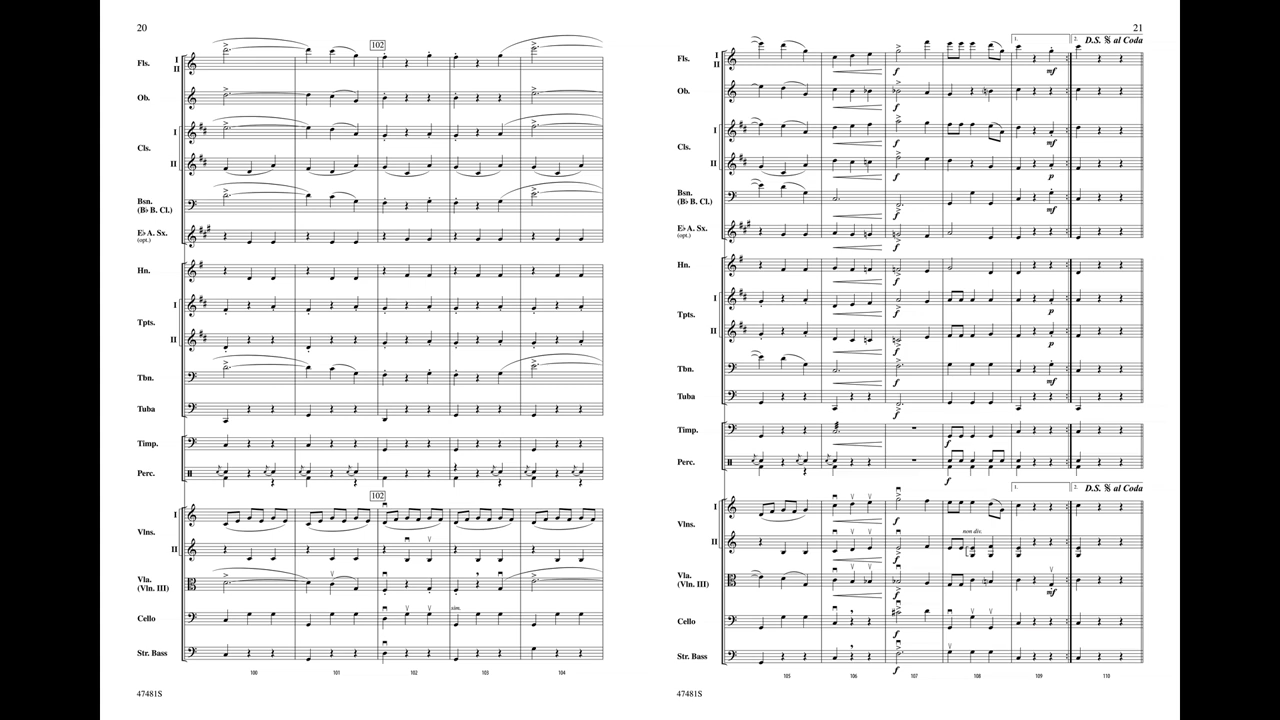 20
102
Fls. I II
Ob.
Cls. I
II
Bsn.
(B♭ B. Cl.)
E♭ A. Sx.
(opt.)
Hn.
Tpts. I
II
Tbn.
Tuba
Timp.
Perc.
102
Vlns. I
II
Vla.
(Vln. III)
sim.
Cello
Str. Bass
100 101 102 103 104
47481S
21
1. 2. D.S. 𝄋 al Coda
Fls. I II
f mf
Ob.
f
Cls. I
f mf
II
f p
Bsn.
(B♭ B. Cl.)
f mf
E♭ A. Sx.
(opt.)
f
Hn.
f
Tpts. I
f p
II
f p
Tbn.
f mf
Tuba
f
Timp.
f
Perc.
f
1. 2. D.S. 𝄋 al Coda
Vlns. I
f
II
non div.
f
Vla.
(Vln. III)
f mf
Cello
f
Str. Bass
f
105 106 107 108 109 110
47481S